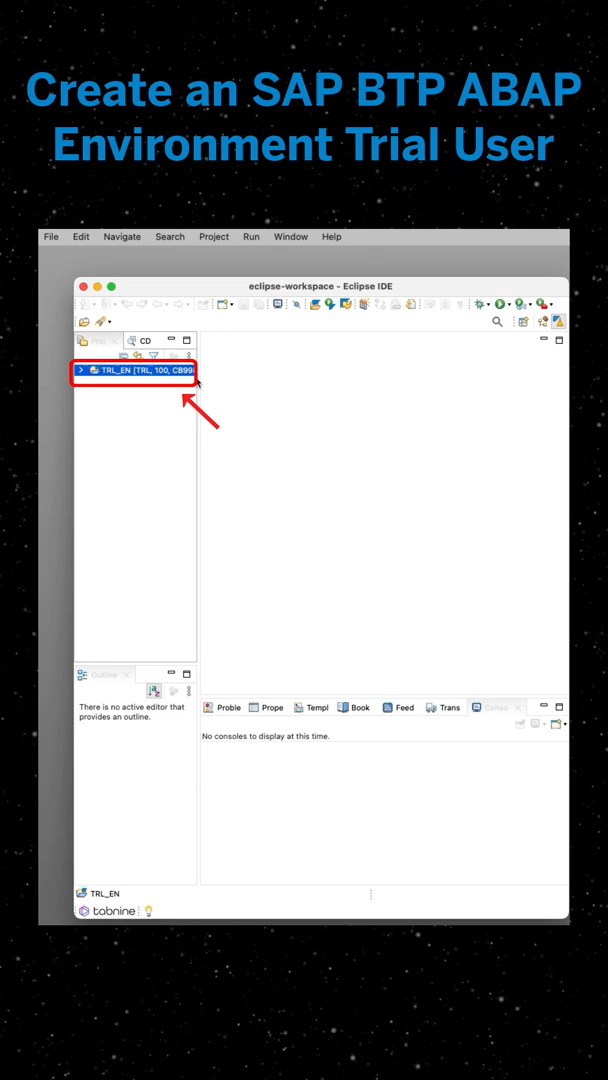 Create an SAP BTP ABAP
Environment Trial User
File Edit Navigate Search Project Run Window Help
eclipse-workspace - Eclipse IDE
Proj CD
TRL_EN [TRL, 100, CB99
Outline
There is no active editor that
provides an outline.
Proble Prope Templ Book Feed Trans Conso
No consoles to display at this time.
TRL_EN
tabnine